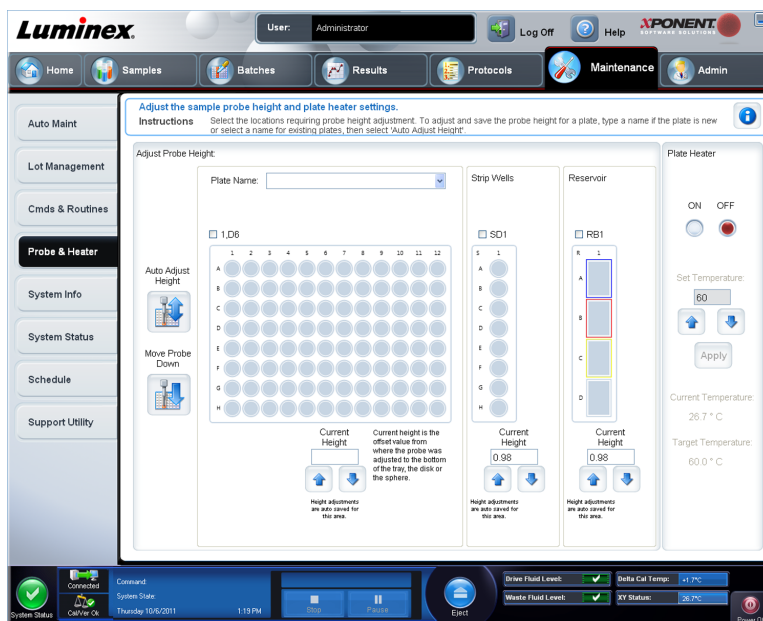 Luminex.
User: Administrator
Log Off
Help
XPONENT.
SOFTWARE SOLUTIONS
Home
Samples
Batches
Results
Protocols
Maintenance
Admin
Auto Maint
Lot Management
Cmds & Routines
Probe & Heater
System Info
System Status
Schedule
Support Utility
Adjust the sample probe height and plate heater settings.
Instructions Select the locations requiring probe height adjustment. To adjust and save the probe height for a plate, type a name if the plate is new
or select a name for existing plates, then select 'Auto Adjust Height'.
Adjust Probe Height:
Plate Name:
1,D6
1 2 3 4 5 6 7 8 9 10 11 12
A
B
C
D
E
F
G
H
Auto Adjust
Height
Move Probe
Down
Current
Height
Current height is the
offset value from
where the probe was
adjusted to the bottom
of the tray, the disk or
the sphere.
Height adjustments
are auto saved for
this area.
Strip Wells
SD1
S 1
A
B
C
D
E
F
G
H
Current
Height
0.98
Height adjustments
are auto saved for
this area.
Reservoir
RB1
R 1
A
B
C
D
Current
Height
0.98
Height adjustments
are auto saved for
this area.
Plate Heater
ON OFF
Set Temperature:
60
Apply
Current Temperature:
26.7 ° C
Target Temperature:
60.0 ° C
System Status
Connected
Cal/Ver Ok
Command:
System State:
Thursday 10/6/2011 1:19 PM
Stop
Pause
Eject
Drive Fluid Level:
Waste Fluid Level:
Delta Cal Temp: +1.7°C
XY Status: 26.7°C